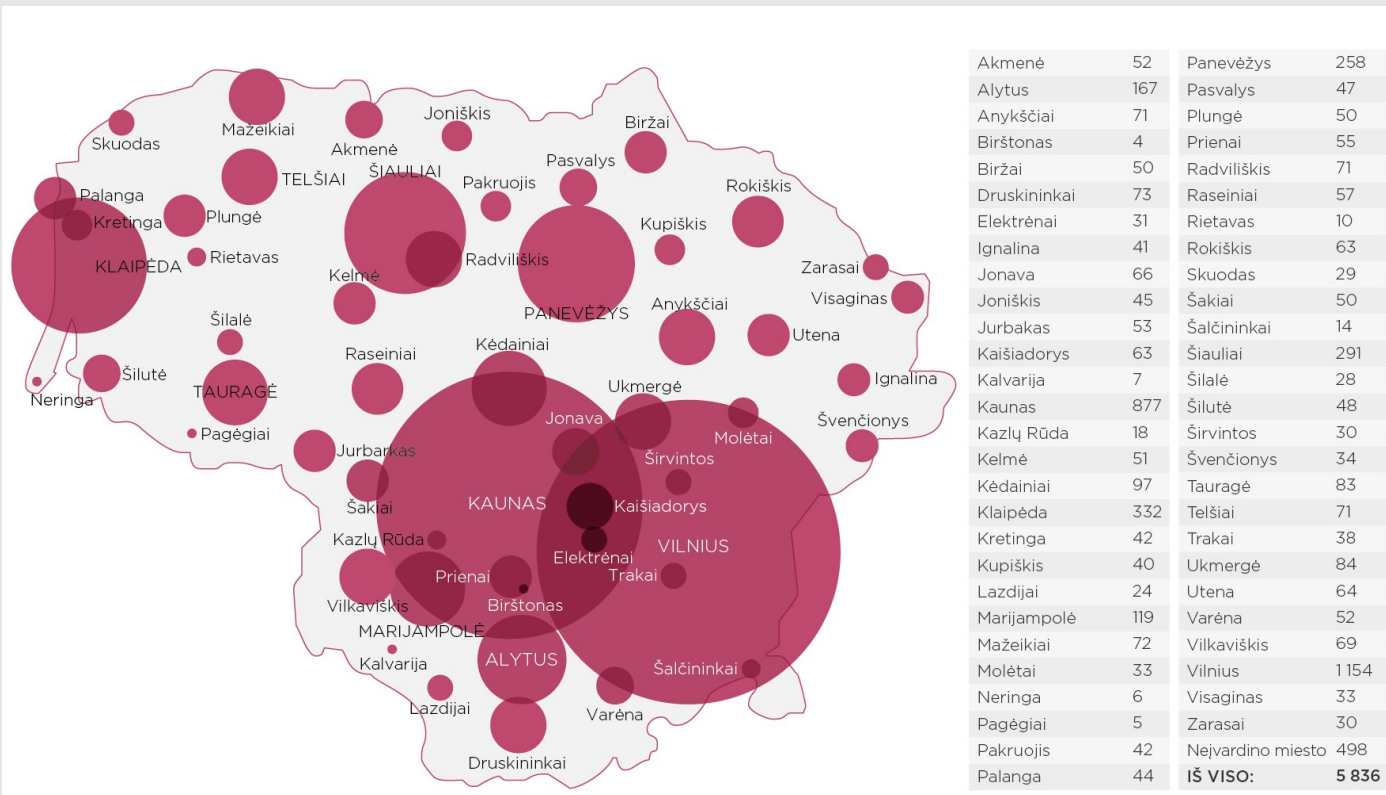 Skuodas
Mažeikiai
Akmenė
Joniškis
Biržai
Palanga
Kretinga
KLAIPĖDA
TELŠIAI
Plungė
Rietavas
ŠIAULIAI
Radviliškis
Pakruojis
Pasvalys
Rokiškis
Kupiškis
PANEVĖŽYS
Kelmė
Zarasai
Visaginas
Anykščiai
Utena
Šilalė
Šilutė
TAURAGĖ
Neringa
Pagėgiai
Raseiniai
Kėdainiai
Ukmergė
Jonava
Ignalina
Molėtai
Švenčionys
Širvintos
Jurbarkas
Šakiai
KAUNAS
Kaišiadorys
Kazlų Rūda
Elektrėnai
VILNIUS
Prienai
Trakai
Birštonas
Vilkaviškis
MARIJAMPOLĖ
Kalvarija
ALYTUS
Šalčininkai
Lazdijai
Varėna
Druskininkai
Akmenė 52
Alytus 167
Anykščiai 71
Birštonas 4
Biržai 50
Druskininkai 73
Elektrėnai 31
Ignalina 41
Jonava 66
Joniškis 45
Jurbakas 53
Kaišiadorys 63
Kalvarija 7
Kaunas 877
Kazlų Rūda 18
Kelmė 51
Kėdainiai 97
Klaipėda 332
Kretinga 42
Kupiškis 40
Lazdijai 24
Marijampolė 119
Mažeikiai 72
Molėtai 33
Neringa 6
Pagėgiai 5
Pakruojis 42
Palanga 44
Panevėžys 258
Pasvalys 47
Plungė 50
Prienai 55
Radviliškis 71
Raseiniai 57
Rietavas 10
Rokiškis 63
Skuodas 29
Šakiai 50
Šalčininkai 14
Šiauliai 291
Šilalė 28
Šilutė 48
Širvintos 30
Švenčionys 34
Tauragė 83
Telšiai 71
Trakai 38
Ukmergė 84
Utena 64
Varėna 52
Vilkaviškis 69
Vilnius 1 154
Visaginas 33
Zarasai 30
Neįvardino miesto 498
IŠ VISO: 5 836